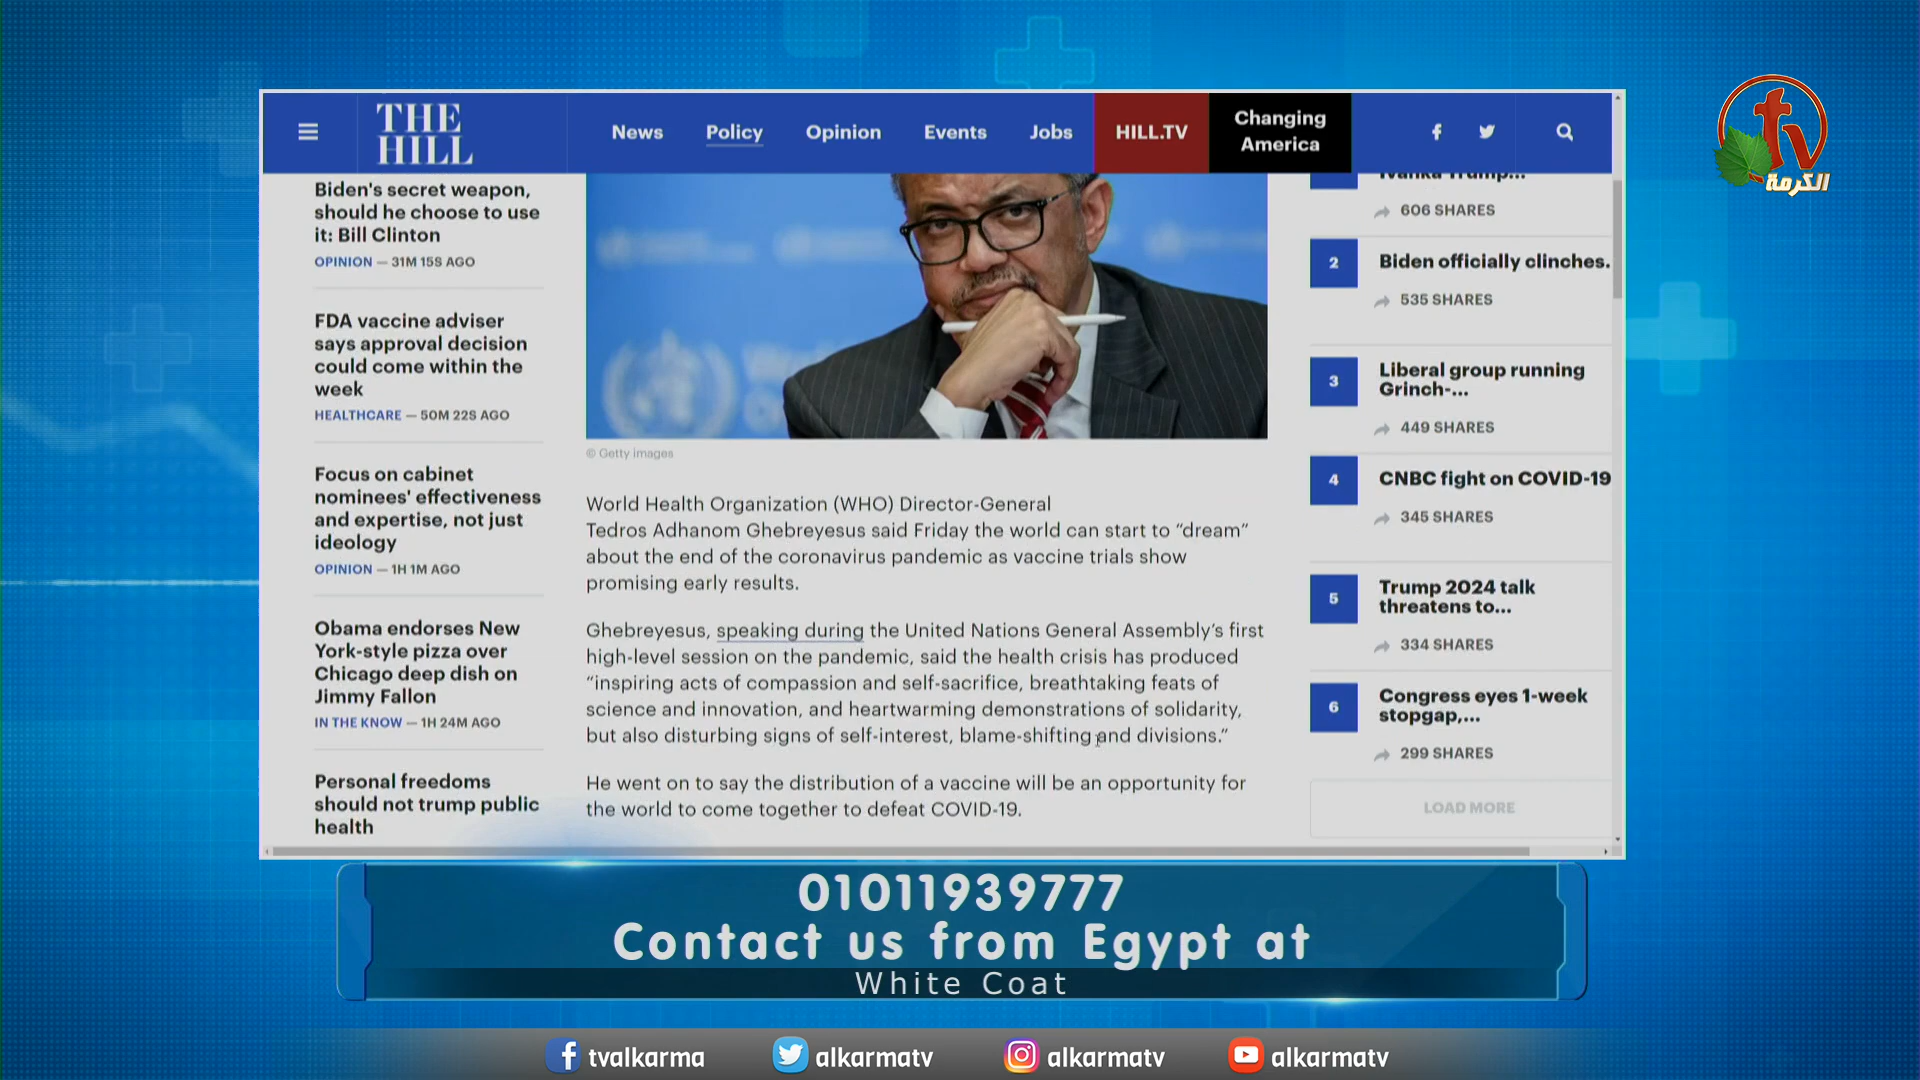 THE
HILL
News
Policy
Opinion
Events
Jobs
HILL.TV
Changing
America
tv
الكرمة
Biden's secret weapon,
should he choose to use
it: Bill Clinton
OPINION — 31M 15S AGO
FDA vaccine adviser
says approval decision
could come within the
week
HEALTHCARE — 50M 22S AGO
Focus on cabinet
nominees' effectiveness
and expertise, not just
ideology
OPINION — 1H 1M AGO
Obama endorses New
York-style pizza over
Chicago deep dish on
Jimmy Fallon
IN THE KNOW — 1H 24M AGO
Personal freedoms
should not trump public
health
© Getty images
World Health Organization (WHO) Director-General
Tedros Adhanom Ghebreyesus said Friday the world can start to “dream”
about the end of the coronavirus pandemic as vaccine trials show
promising early results.
Ghebreyesus, speaking during the United Nations General Assembly’s first
high-level session on the pandemic, said the health crisis has produced
“inspiring acts of compassion and self-sacrifice, breathtaking feats of
science and innovation, and heartwarming demonstrations of solidarity,
but also disturbing signs of self-interest, blame-shifting and divisions.”
He went on to say the distribution of a vaccine will be an opportunity for
the world to come together to defeat COVID-19.
Ivanka Trump...
606 SHARES
2
Biden officially clinches.
535 SHARES
3
Liberal group running
Grinch-...
449 SHARES
4
CNBC fight on COVID-19
345 SHARES
5
Trump 2024 talk
threatens to...
334 SHARES
6
Congress eyes 1-week
stopgap,...
299 SHARES
LOAD MORE
01011939777
Contact us from Egypt at
White Coat
tvalkarma
alkarmatv
alkarmatv
alkarmatv